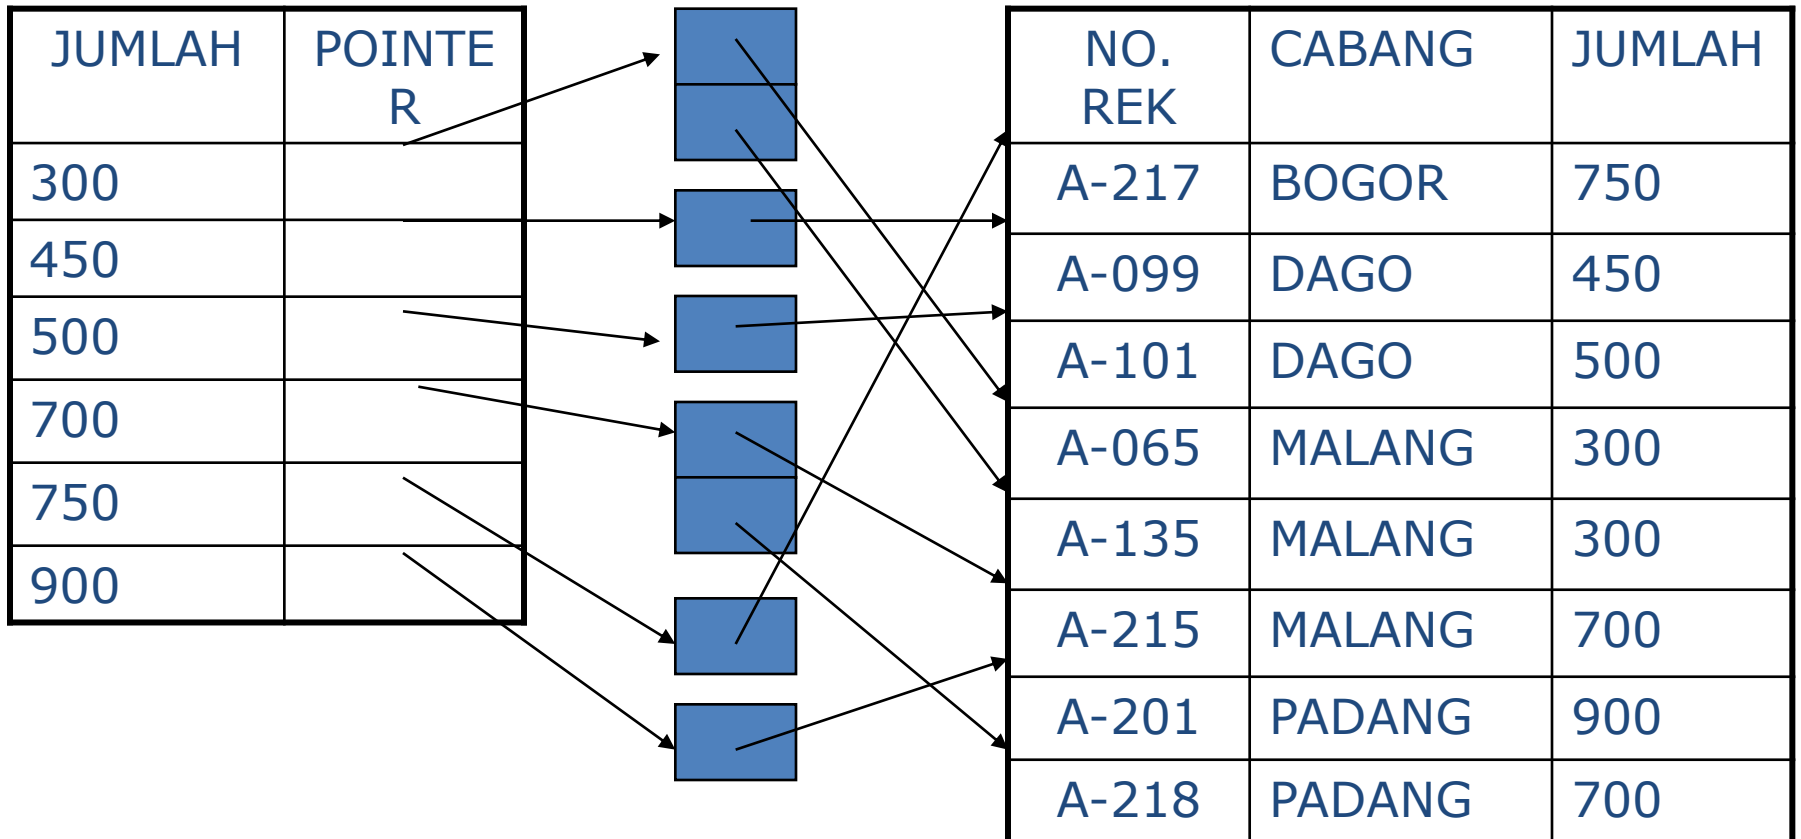 JUMLAH POINTE
R
300
450
500
700
750
900
NO. CABANG JUMLAH
REK
A-217 BOGOR 750
A-099 DAGO 450
A-101 DAGO 500
A-065 MALANG 300
A-135 MALANG 300
A-215 MALANG 700
A-201 PADANG 900
A-218 PADANG 700